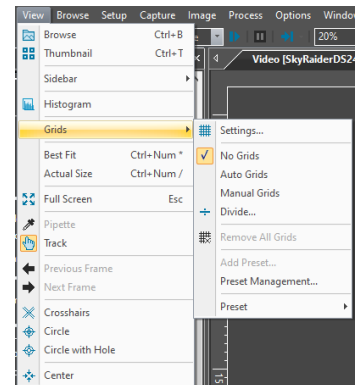 View Browse Setup Capture Image Process Options
20%
Video [SkyRaiderDS24
Browse Ctrl+B
Thumbnail Ctrl+T
Sidebar
Histogram
Grids
Best Fit Ctrl+Num *
Actual Size Ctrl+Num /
Full Screen Esc
Pipette
Track
Previous Frame
Next Frame
Crosshairs
Circle
Circle with Hole
Center
Settings...
No Grids
Auto Grids
Manual Grids
Divide...
Remove All Grids
Add Preset...
Preset Management...
Preset